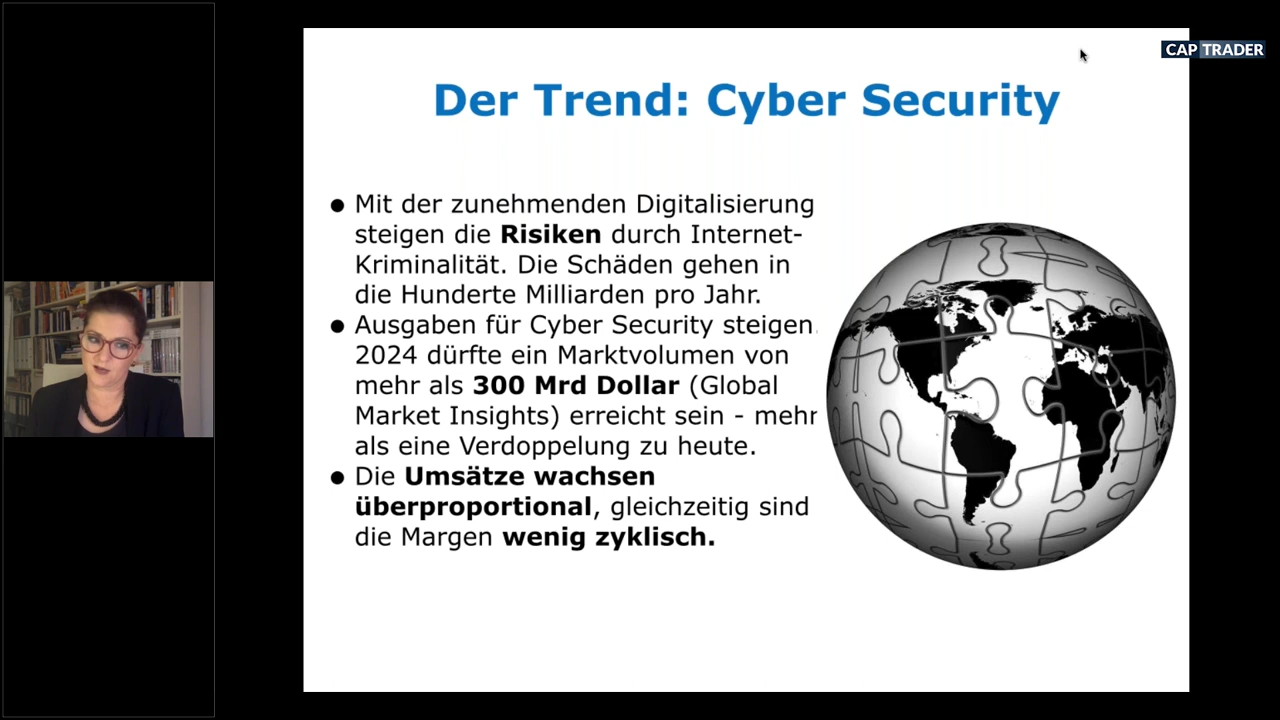 CAP TRADER
Der Trend: Cyber Security
● Mit der zunehmenden Digitalisierung
steigen die Risiken durch Internet-
Kriminalität. Die Schäden gehen in
die Hunderte Milliarden pro Jahr.
● Ausgaben für Cyber Security steigen.
2024 dürfte ein Marktvolumen von
mehr als 300 Mrd Dollar (Global
Market Insights) erreicht sein - mehr
als eine Verdoppelung zu heute.
● Die Umsätze wachsen
überproportional, gleichzeitig sind
die Margen wenig zyklisch.